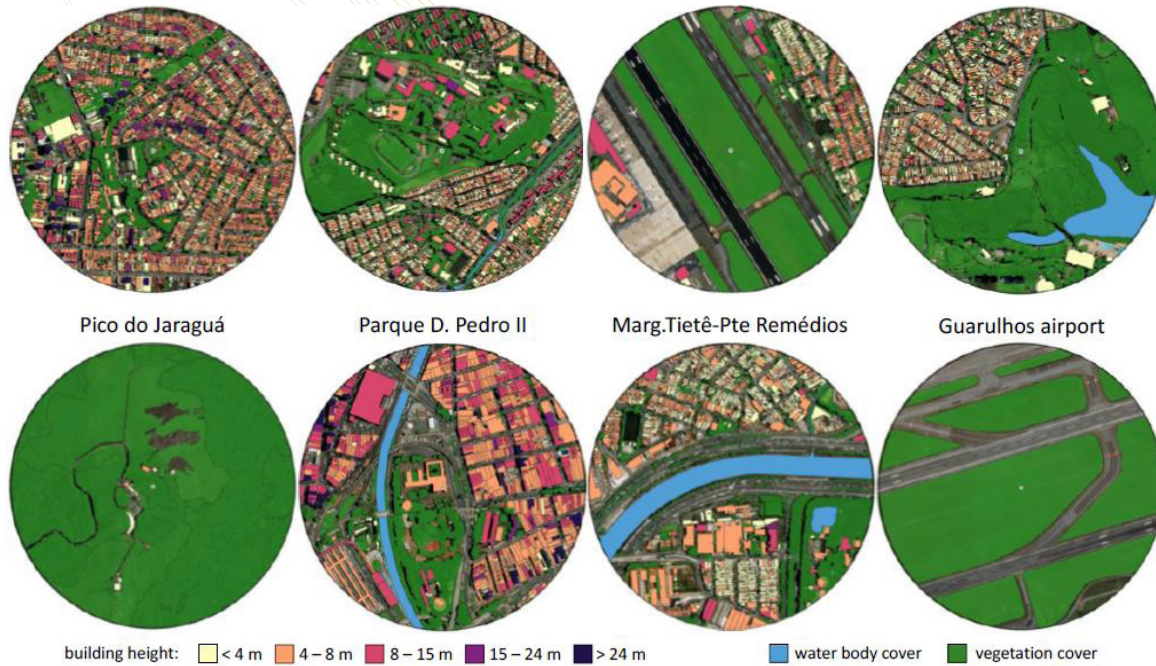 Pico do Jaraguá
Parque D. Pedro II
Marg.Tietê-Pte Remédios
Guarulhos airport
building height: < 4 m 4 – 8 m 8 – 15 m 15 – 24 m > 24 m water body cover vegetation cover